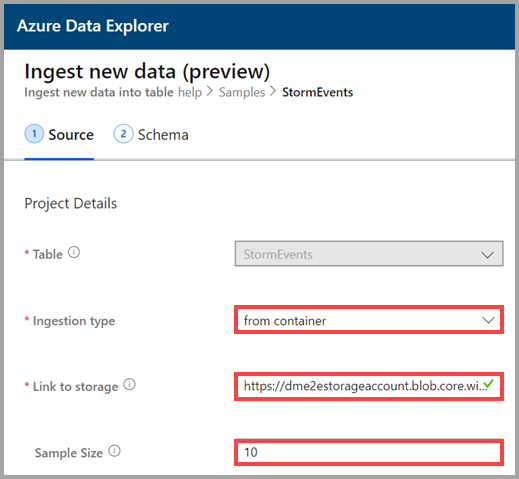 Azure Data Explorer
Ingest new data (preview)
Ingest new data into table help > Samples > StormEvents
1 Source 2 Schema
Project Details
* Table StormEvents
* Ingestion type from container
* Link to storage https://dme2estorageaccount.blob.core.wi...
Sample Size 10